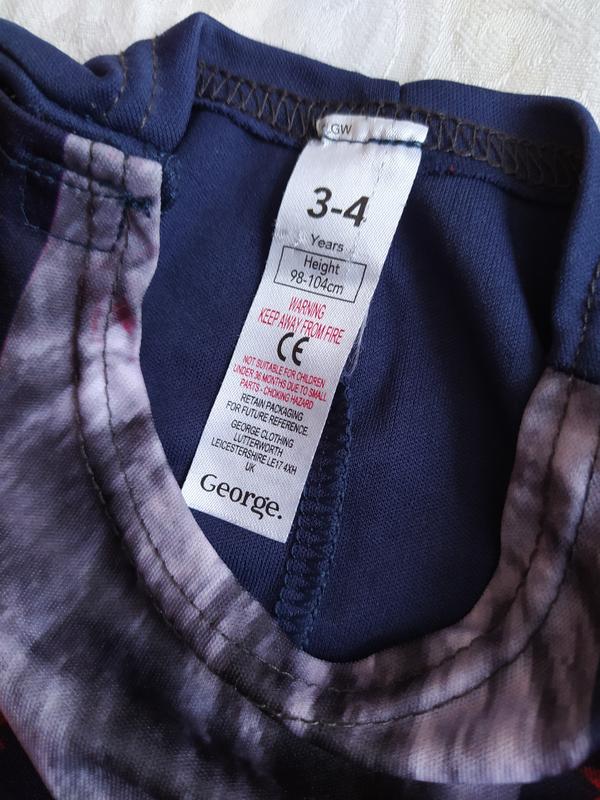 LGW
3-4
Years
Height
98-104cm
WARNING
KEEP AWAY FROM FIRE
CE
NOT SUITABLE FOR CHILDREN
UNDER 36 MONTHS DUE TO SMALL
PARTS - CHOKING HAZARD
RETAIN PACKAGING
FOR FUTURE REFERENCE.
GEORGE CLOTHING
LUTTERWORTH
LEICESTERSHIRE LE17 4XH
UK
George.